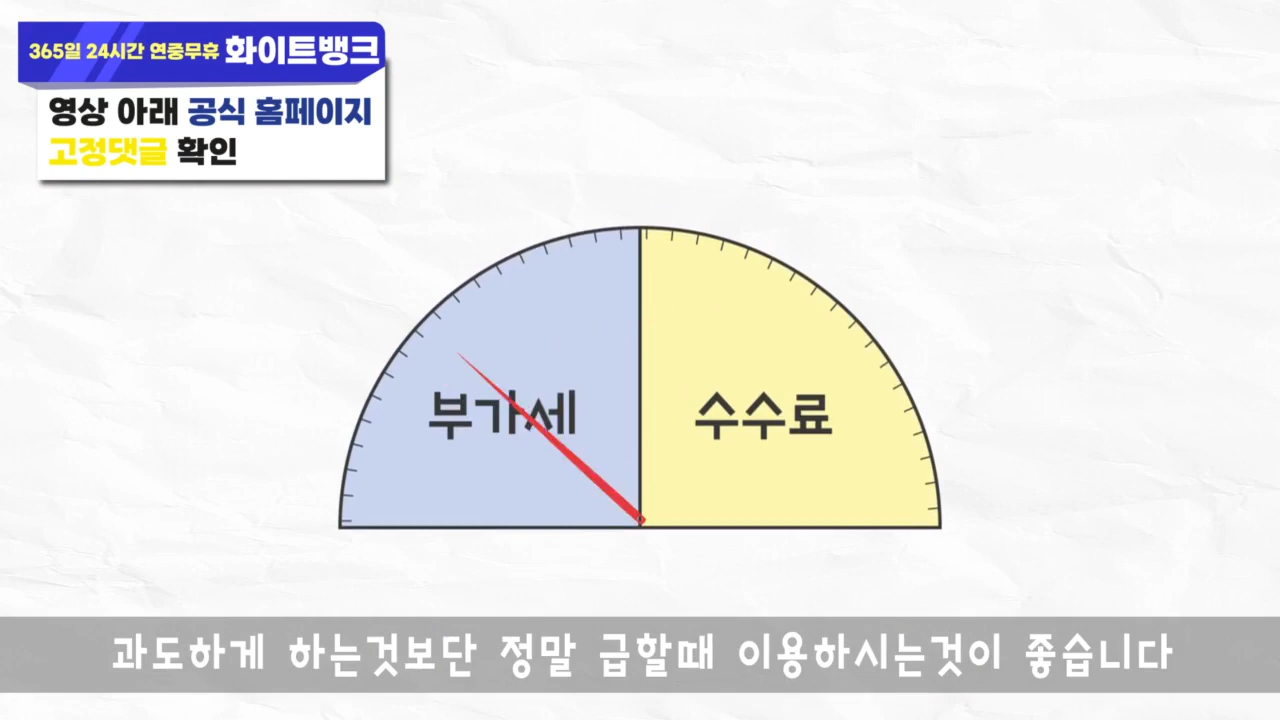 365일 24시간 연중무휴 화이트뱅크
영상 아래 공식 홈페이지
고정댓글 확인
부가세
수수료
과도하게 하는것보단 정말 급할때 이용하시는것이 좋습니다